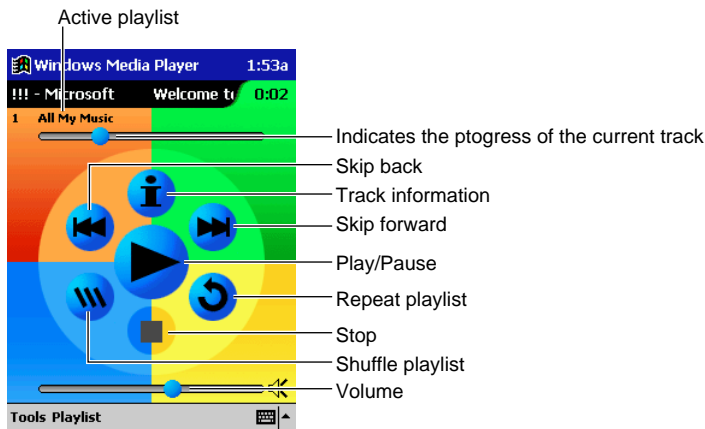 Active playlist
Windows Media Player 1:53a
!!! - Microsoft Welcome to 0:02
1 All My Music
Indicates the ptogress of the current track
Skip back
Track information
Skip forward
Play/Pause
Repeat playlist
Stop
Shuffle playlist
Volume
Tools Playlist